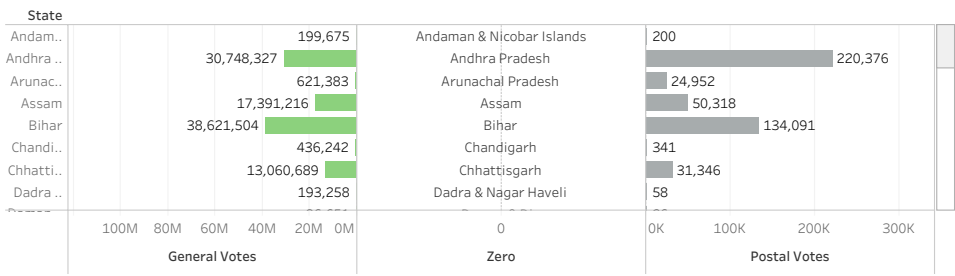 State
Andam.. 199,675 Andaman & Nicobar Islands 200
Andhra .. 30,748,327 Andhra Pradesh 220,376
Arunac.. 621,383 Arunachal Pradesh 24,952
Assam 17,391,216 Assam 50,318
Bihar 38,621,504 Bihar 134,091
Chandi.. 436,242 Chandigarh 341
Chhatti.. 13,060,689 Chhattisgarh 31,346
Dadra .. 193,258 Dadra & Nagar Haveli 58
100M 80M 60M 40M 20M 0M 0 0K 100K 200K 300K
General Votes Zero Postal Votes